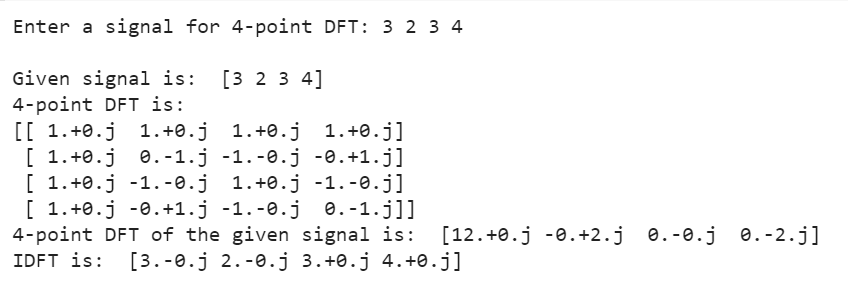 Enter a signal for 4-point DFT: 3 2 3 4
Given signal is:  [3 2 3 4]
4-point DFT is:
[[ 1.+0.j  1.+0.j  1.+0.j  1.+0.j]
 [ 1.+0.j  0.-1.j -1.-0.j -0.+1.j]
 [ 1.+0.j -1.-0.j  1.+0.j -1.-0.j]
 [ 1.+0.j -0.+1.j -1.-0.j  0.-1.j]]
4-point DFT of the given signal is:  [12.+0.j -0.+2.j  0.-0.j  0.-2.j]
IDFT is:  [3.-0.j 2.-0.j 3.+0.j 4.+0.j]